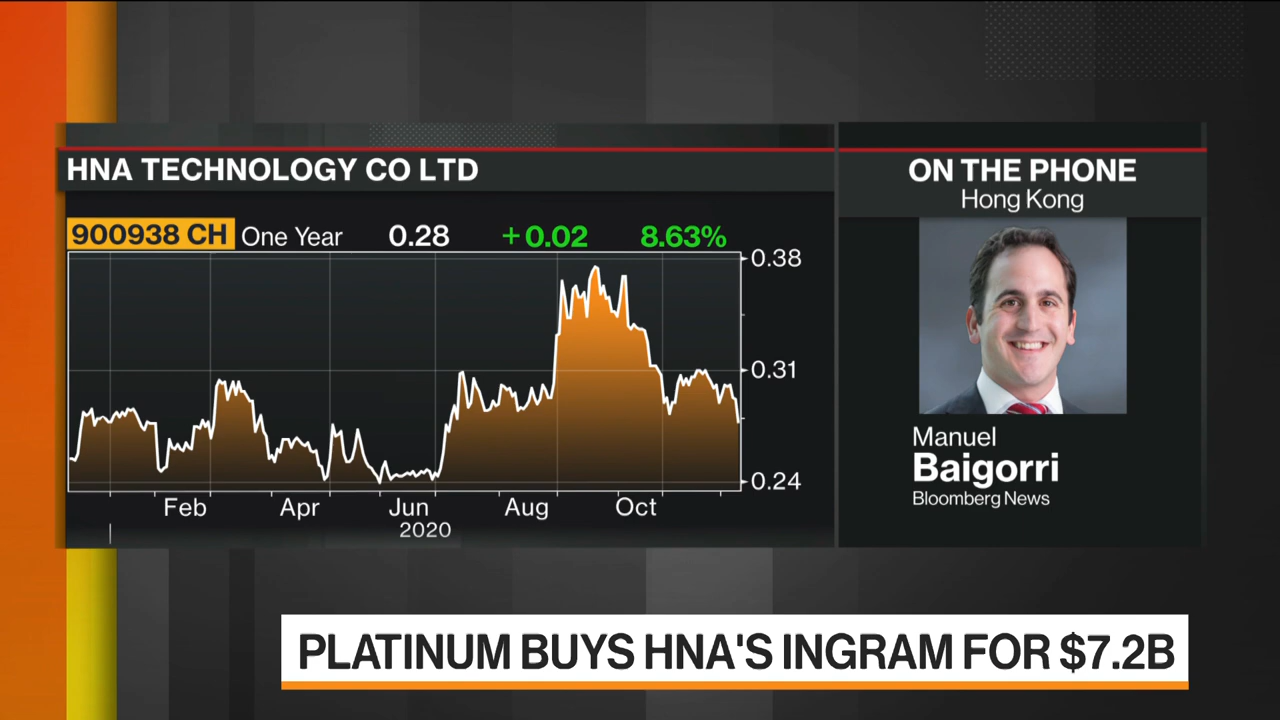 HNA TECHNOLOGY CO LTD
900938 CH One Year 0.28 +0.02 8.63%
0.38
0.31
0.24
Feb Apr Jun Aug Oct
2020
ON THE PHONE
Hong Kong
Manuel
Baigorri
Bloomberg News
PLATINUM BUYS HNA'S INGRAM FOR $7.2B